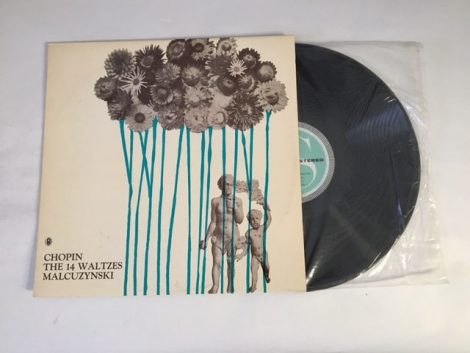 CHOPIN
THE 14 WALTZES
MALCUZYNSKI
STEREO